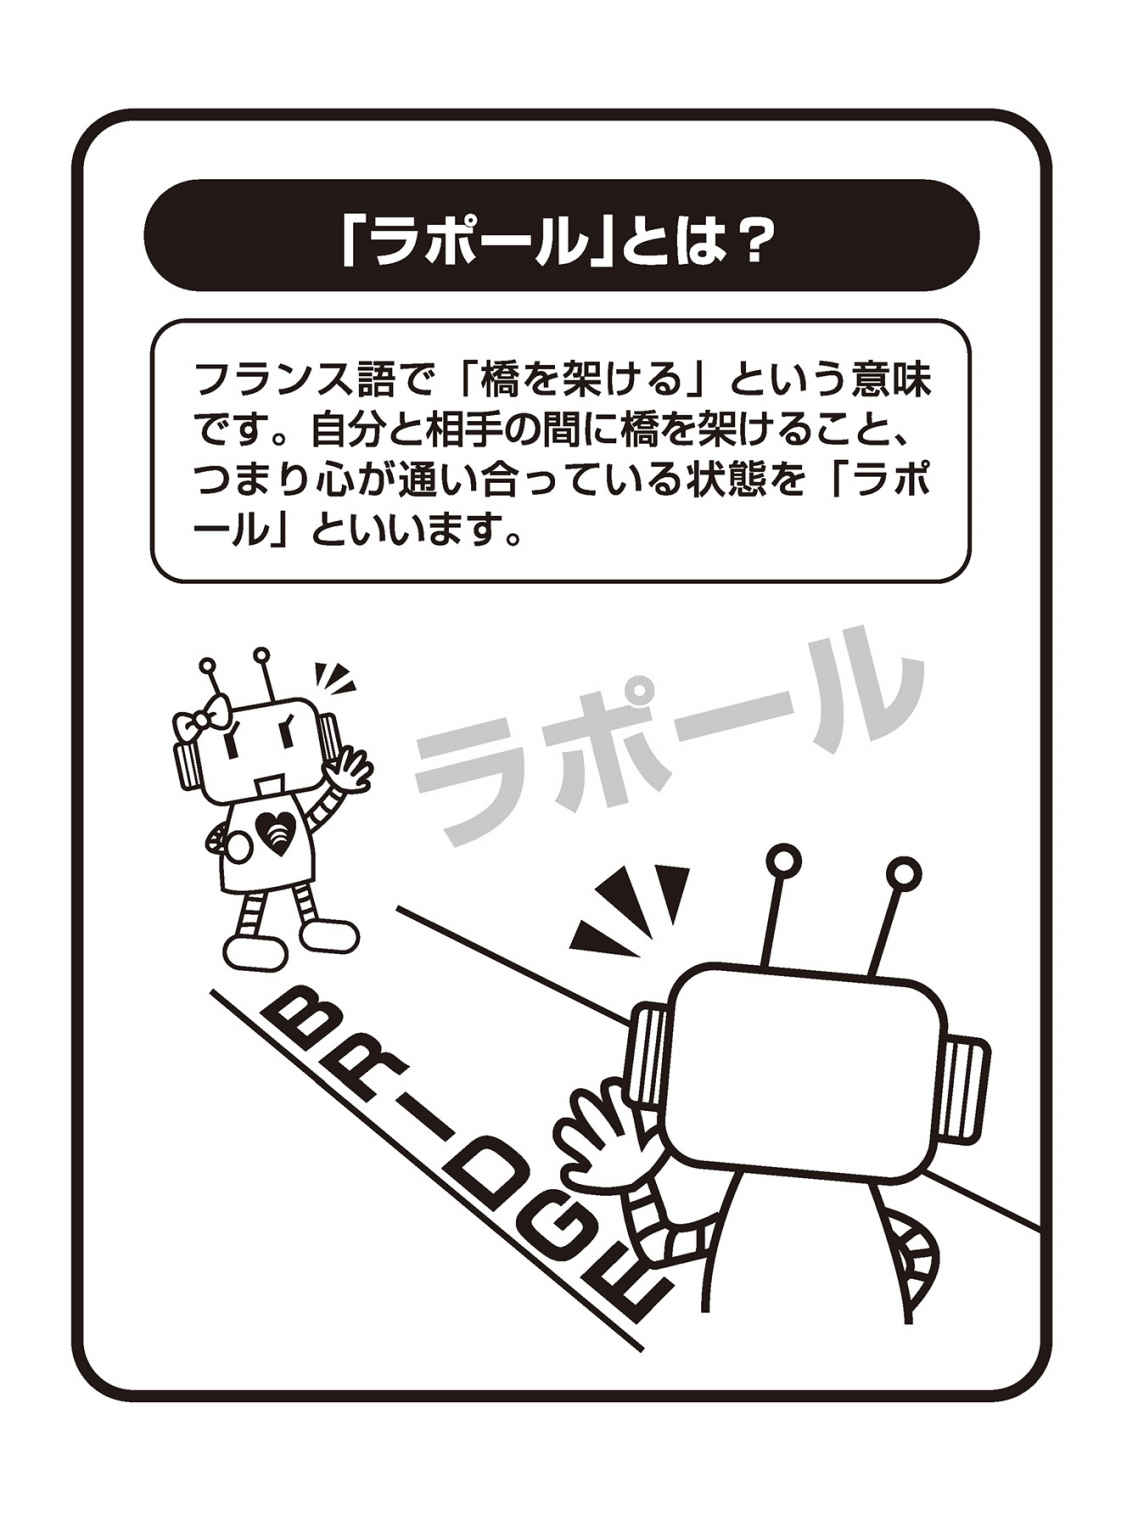 「ラポール」とは？
フランス語で「橋を架ける」という意味
です。自分と相手の間に橋を架けること、
つまり心が通い合っている状態を「ラポ
ール」といいます。
ラポール
BRIDGE